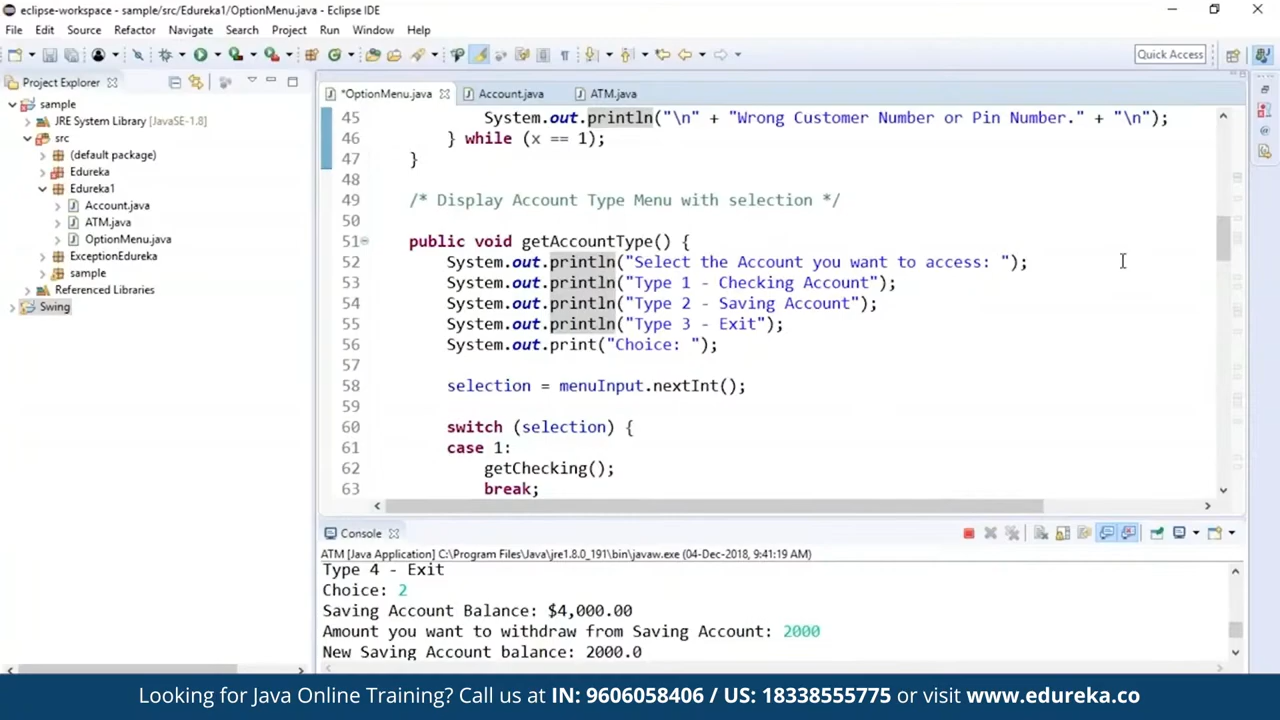 eclipse-workspace - sample/src/Edureka1/OptionMenu.java - Eclipse IDE
File Edit Source Refactor Navigate Search Project Run Window Help
Quick Access
Project Explorer
sample
JRE System Library [JavaSE-1.8]
src
(default package)
Edureka
Edureka1
Account.java
ATM.java
OptionMenu.java
ExceptionEdureka
sample
Referenced Libraries
Swing
*OptionMenu.java Account.java ATM.java
45 System.out.println("\n" + "Wrong Customer Number or Pin Number." + "\n");
46 } while (x == 1);
47 }
48
49 /* Display Account Type Menu with selection */
50
51 public void getAccountType() {
52 System.out.println("Select the Account you want to access: ");
53 System.out.println("Type 1 - Checking Account");
54 System.out.println("Type 2 - Saving Account");
55 System.out.println("Type 3 - Exit");
56 System.out.print("Choice: ");
57
58 selection = menuInput.nextInt();
59
60 switch (selection) {
61 case 1:
62 getChecking();
63 break;
Console
ATM [Java Application] C:\Program Files\Java\jre1.8.0_191\bin\javaw.exe (04-Dec-2018, 9:41:19 AM)
Type 4 - Exit
Choice: 2
Saving Account Balance: $4,000.00
Amount you want to withdraw from Saving Account: 2000
New Saving Account balance: 2000.0
Looking for Java Online Training? Call us at IN: 9606058406 / US: 18338555775 or visit www.edureka.co